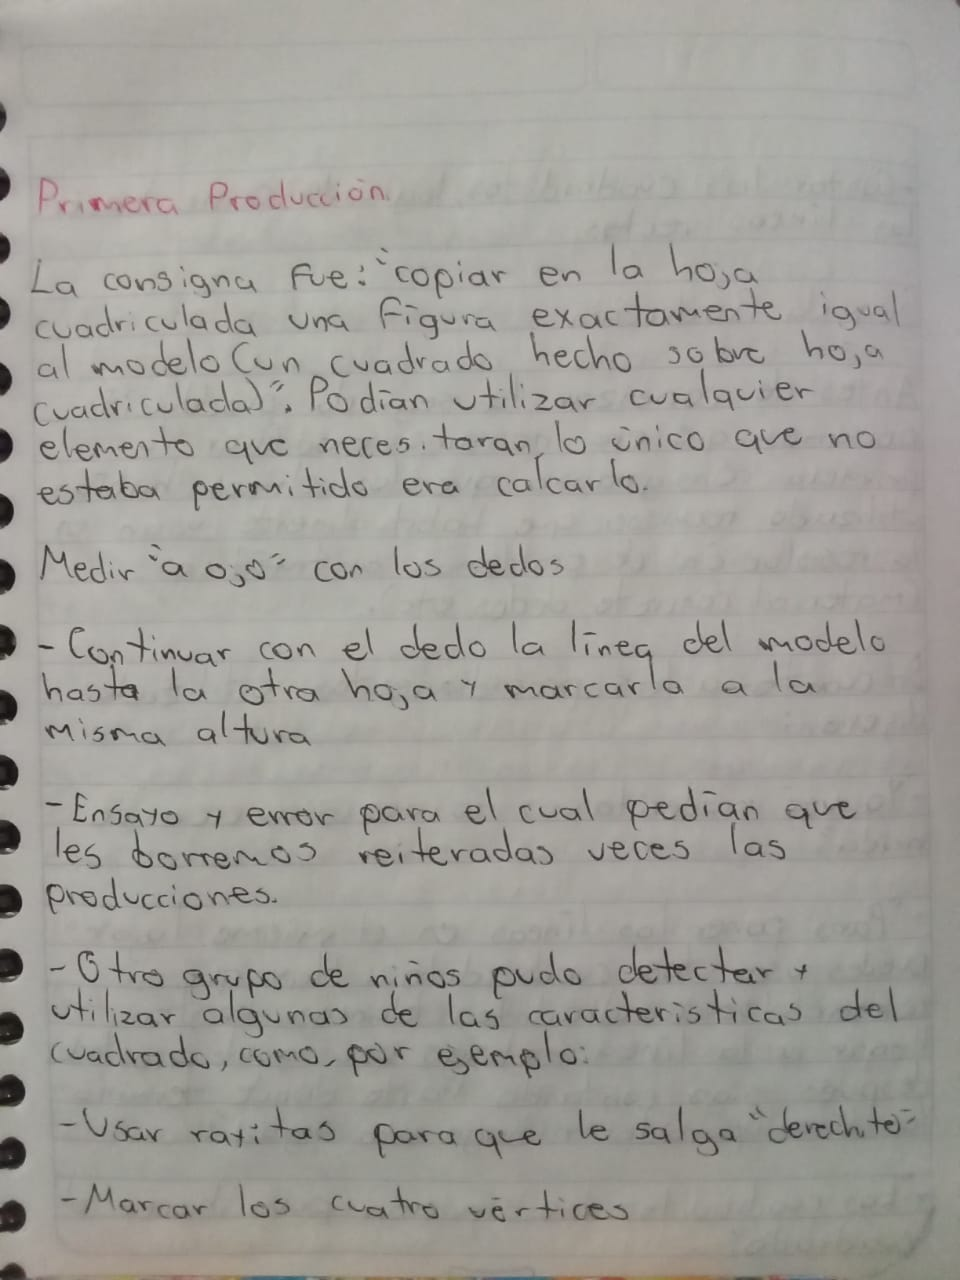 Primera Producción.
La consigna fue: "copiar en la hoja
cuadriculada una figura exactamente igual
al modelo (un cuadrado hecho sobre hoja
cuadriculada)". Podían utilizar cualquier
elemento que necesitaran, lo único que no
estaba permitido era calcarlo.
Medir "a ojo" con los dedos
- Continuar con el dedo la línea del modelo
hasta la otra hoja y marcarla a la
misma altura
- Ensayo y error para el cual pedían que
les borremos reiteradas veces las
producciones.
- Otro grupo de niños pudo detectar y
utilizar algunas de las caracteristicas del
cuadrado, como, por ejemplo:
- Usar rayitas para que le salga "derechito"
- Marcar los cuatro vértices